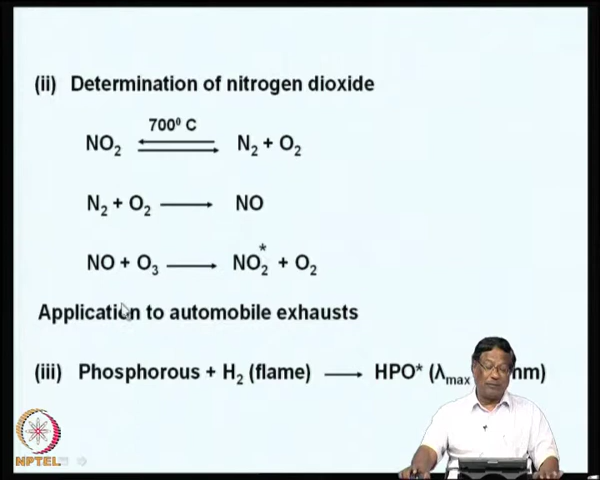 (ii) Determination of nitrogen dioxide
700⁰ C
NO₂ ⇌ N₂ + O₂
N₂ + O₂ → NO
NO + O₃ → NO₂* + O₂
Application to automobile exhausts
(iii) Phosphorous + H₂ (flame) → HPO* (λmax nm)
NPTEL